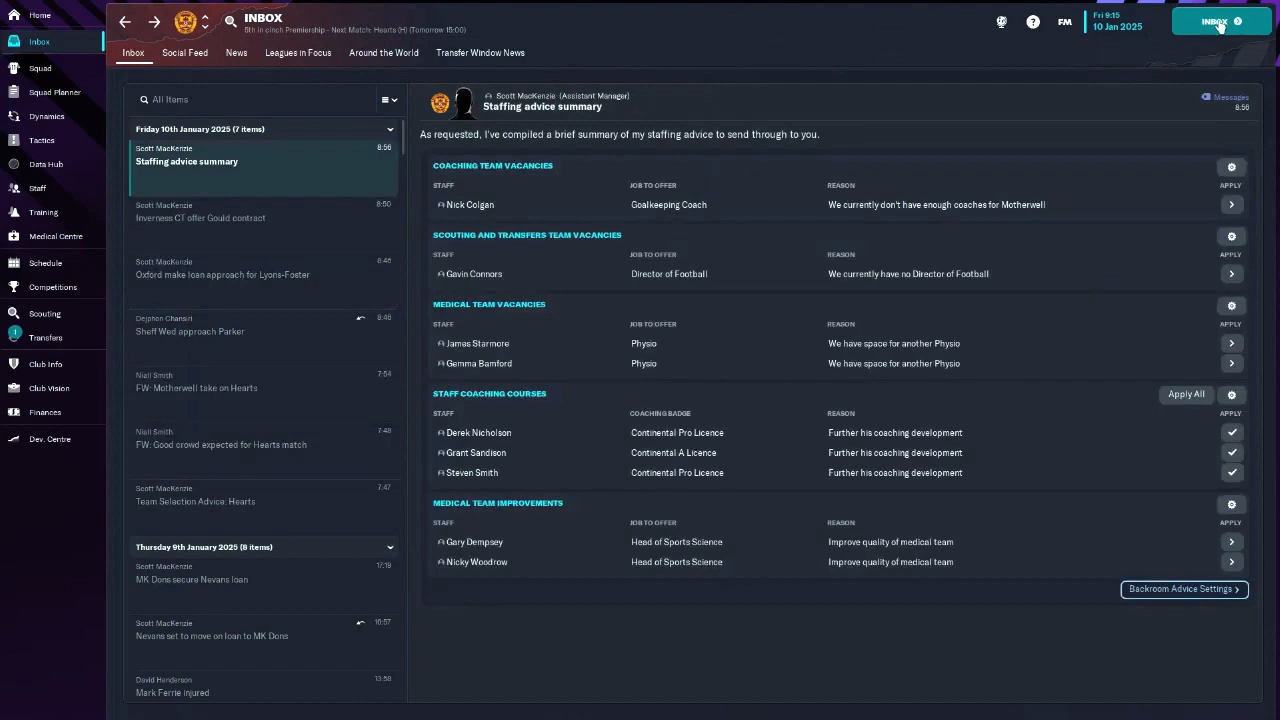 Home
INBOX
5th in cinch Premiership - Next Match: Hearts (H) (Tomorrow 15:00)
FM
Fri 9:15
10 Jan 2025
INBOX
Inbox
Squad
Squad Planner
Dynamics
Tactics
Data Hub
Staff
Training
Medical Centre
Schedule
Competitions
Scouting
1
Transfers
Club Info
Club Vision
Finances
Dev. Centre
Inbox Social Feed News Leagues in Focus Around the World Transfer Window News
All Items
Friday 10th January 2025 (7 items)
Scott MacKenzie 8:56
Staffing advice summary
Scott MacKenzie 8:50
Inverness CT offer Gould contract
Scott MacKenzie 8:46
Oxford make loan approach for Lyons-Foster
Dejphon Chansiri 8:46
Sheff Wed approach Parker
Niall Smith 7:54
FW: Motherwell take on Hearts
Niall Smith 7:48
FW: Good crowd expected for Hearts match
Scott MacKenzie 7:47
Team Selection Advice: Hearts
Thursday 9th January 2025 (8 items)
Scott MacKenzie 17:19
MK Dons secure Nevans loan
Scott MacKenzie 16:57
Nevans set to move on loan to MK Dons
David Henderson 13:58
Mark Ferrie injured
Scott MacKenzie (Assistant Manager)
Staffing advice summary
Messages
8:56
As requested, I've compiled a brief summary of my staffing advice to send through to you.
COACHING TEAM VACANCIES
STAFF JOB TO OFFER REASON APPLY
Nick Colgan Goalkeeping Coach We currently don't have enough coaches for Motherwell
SCOUTING AND TRANSFERS TEAM VACANCIES
STAFF JOB TO OFFER REASON APPLY
Gavin Connors Director of Football We currently have no Director of Football
MEDICAL TEAM VACANCIES
STAFF JOB TO OFFER REASON APPLY
James Starmore Physio We have space for another Physio
Gemma Bamford Physio We have space for another Physio
STAFF COACHING COURSES Apply All
STAFF COACHING BADGE REASON APPLY
Derek Nicholson Continental Pro Licence Further his coaching development
Grant Sandison Continental A Licence Further his coaching development
Steven Smith Continental Pro Licence Further his coaching development
MEDICAL TEAM IMPROVEMENTS
STAFF JOB TO OFFER REASON APPLY
Gary Dempsey Head of Sports Science Improve quality of medical team
Nicky Woodrow Head of Sports Science Improve quality of medical team
Backroom Advice Settings